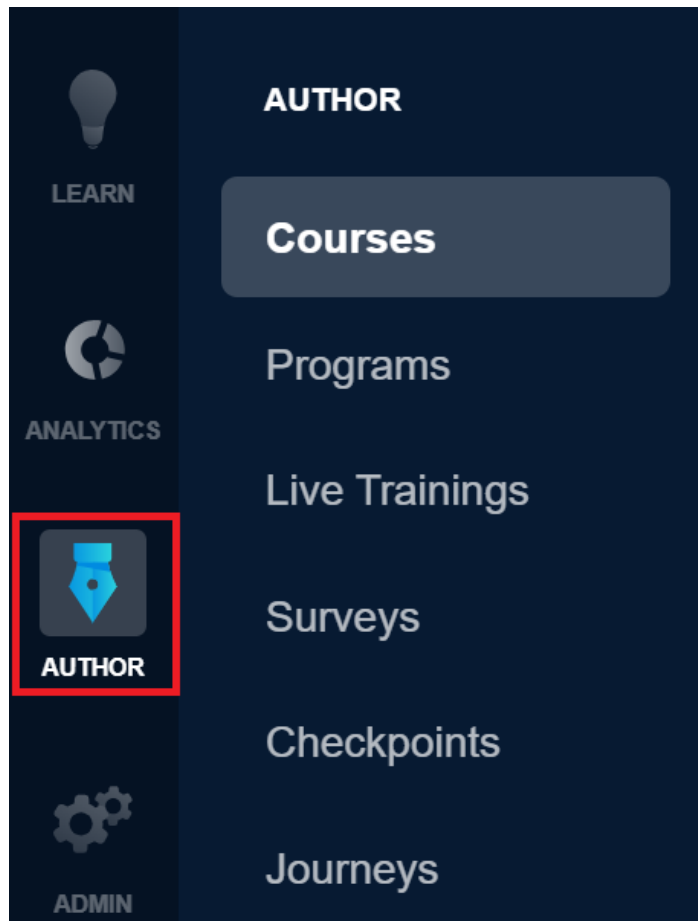 LEARN
ANALYTICS
AUTHOR
ADMIN
AUTHOR
Courses
Programs
Live Trainings
Surveys
Checkpoints
Journeys